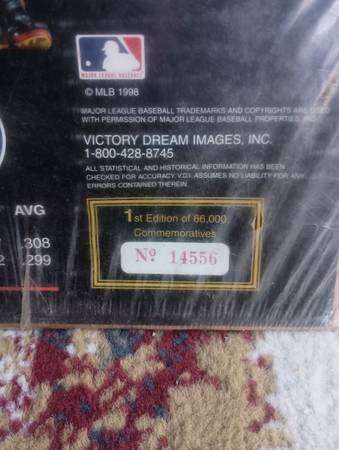 MAJOR LEAGUE BASEBALL
© MLB 1998
MAJOR LEAGUE BASEBALL TRADEMARKS AND COPYRIGHTS ARE USED
WITH PERMISSION OF MAJOR LEAGUE BASEBALL PROPERTIES, INC.
VICTORY DREAM IMAGES, INC.
1-800-428-8745
ALL STATISTICAL AND HISTORICAL INFORMATION HAS BEEN
CHECKED FOR ACCURACY. V.D.I. ASSUMES NO LIABILITY FOR ANY
ERRORS CONTAINED THEREIN.
AVG
.308
.299
1st Edition of 66,000
Commemoratives
Nº 14556